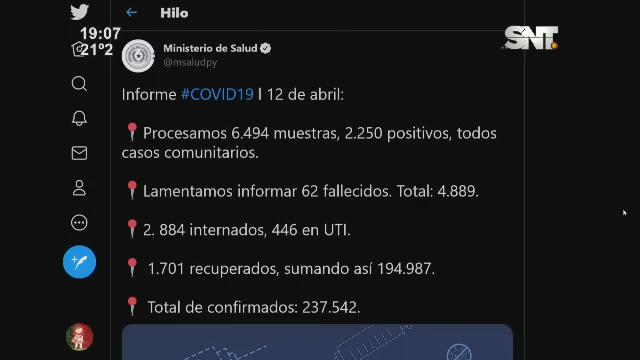 Hilo
19:07
21°2
SNT
Ministerio de Salud
@msaludpy
Informe #COVID19 | 12 de abril:
Procesamos 6.494 muestras, 2.250 positivos, todos
casos comunitarios.
Lamentamos informar 62 fallecidos. Total: 4.889.
2. 884 internados, 446 en UTI.
1.701 recuperados, sumando así 194.987.
Total de confirmados: 237.542.